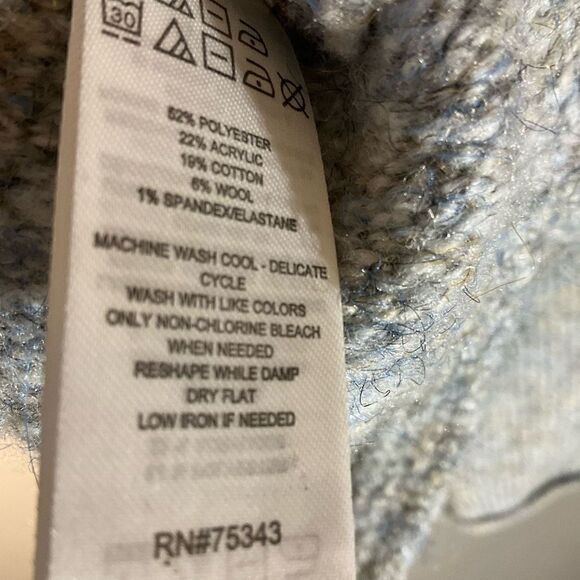 30
52% POLYESTER
22% ACRYLIC
19% COTTON
6% WOOL
1% SPANDEX/ELASTANE
MACHINE WASH COOL - DELICATE
CYCLE
WASH WITH LIKE COLORS
ONLY NON-CHLORINE BLEACH
WHEN NEEDED
RESHAPE WHILE DAMP
DRY FLAT
LOW IRON IF NEEDED
RN#75343